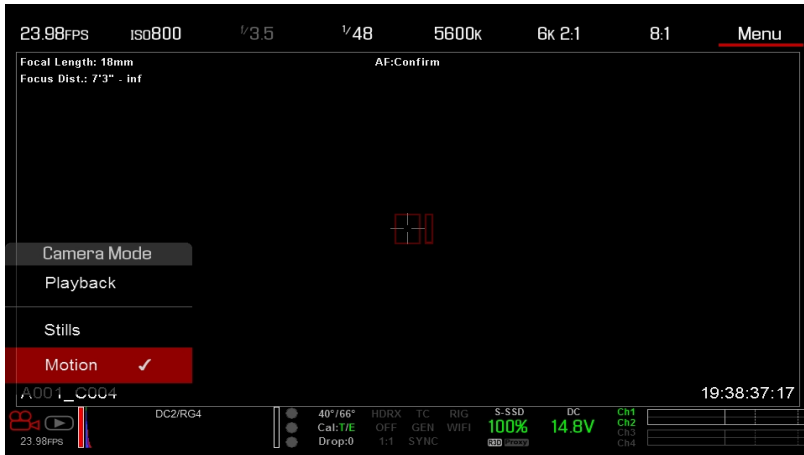 23.98FPS ISO800 f/3.5 1/48 5600K 6K 2:1 8:1 Menu
Focal Length: 18mm AF:Confirm
Focus Dist.: 7'3" - inf
Camera Mode
Playback
Stills
Motion ✓
A001_C004 19:38:37:17
DC2/RG4 40°/66° HDRX TC RIG S-SSD DC Ch1
Cal:T/E OFF GEN WIFI 100% 14.8V Ch2
Ch3
23.98FPS Drop:0 1:1 SYNC R3D Proxy Ch4